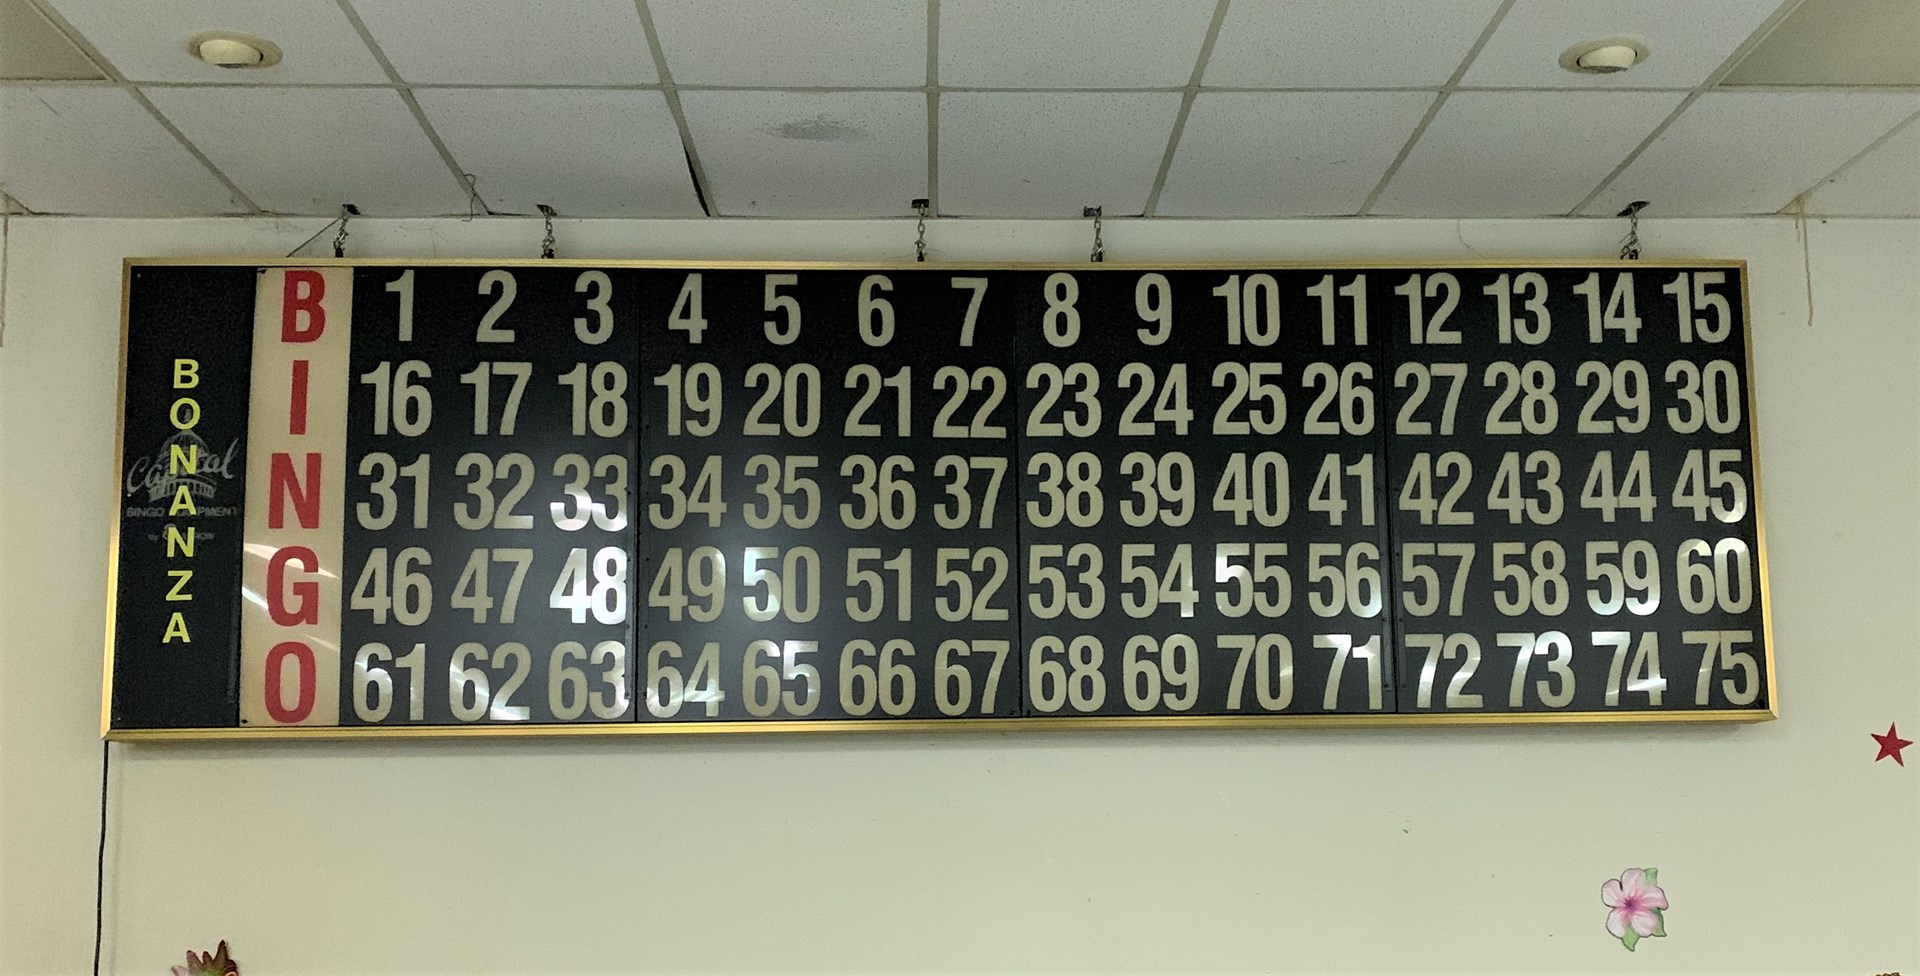 BONANZA
Capital
BINGO EQUIPMENT
by
B 1 2 3 4 5 6 7 8 9 10 11 12 13 14 15
I 16 17 18 19 20 21 22 23 24 25 26 27 28 29 30
N 31 32 33 34 35 36 37 38 39 40 41 42 43 44 45
G 46 47 48 49 50 51 52 53 54 55 56 57 58 59 60
O 61 62 63 64 65 66 67 68 69 70 71 72 73 74 75